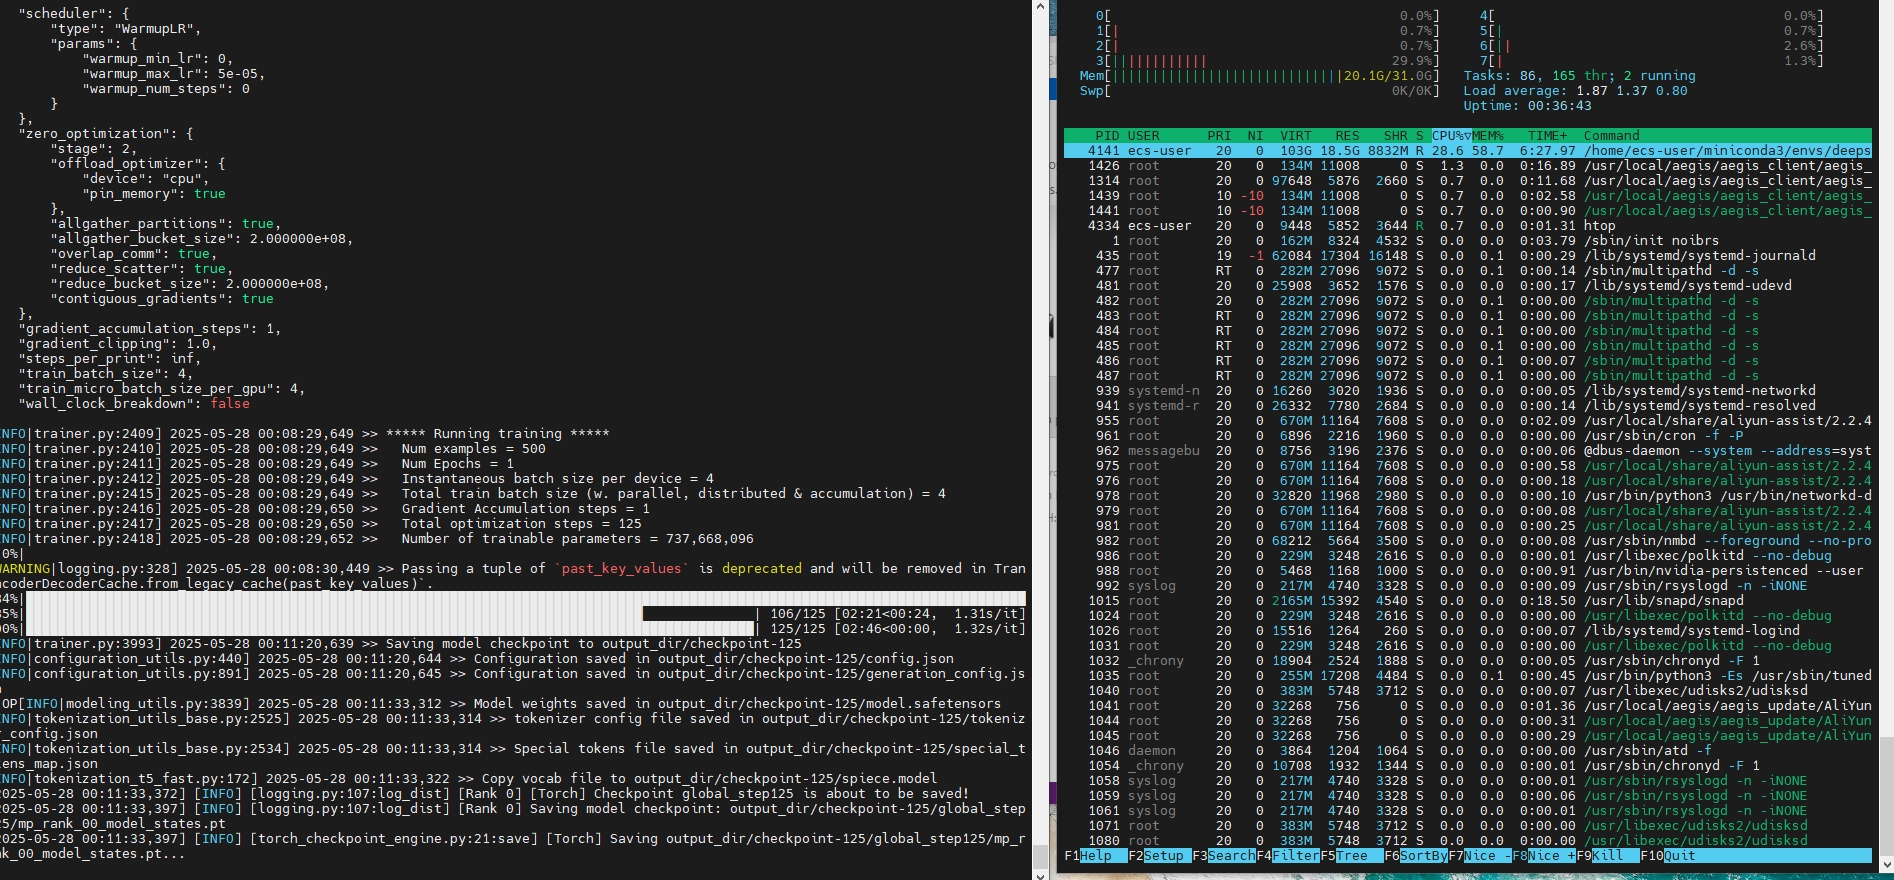 "scheduler": {
"type": "WarmupLR",
"params": {
"warmup_min_lr": 0,
"warmup_max_lr": 5e-05,
"warmup_num_steps": 0
}
},
"zero_optimization": {
"stage": 2,
"offload_optimizer": {
"device": "cpu",
"pin_memory": true
},
"allgather_partitions": true,
"allgather_bucket_size": 2.000000e+08,
"overlap_comm": true,
"reduce_scatter": true,
"reduce_bucket_size": 2.000000e+08,
"contiguous_gradients": true
},
"gradient_accumulation_steps": 1,
"gradient_clipping": 1.0,
"steps_per_print": inf,
"train_batch_size": 4,
"train_micro_batch_size_per_gpu": 4,
"wall_clock_breakdown": false
NFO|trainer.py:2409] 2025-05-28 00:08:29,649 >> ***** Running training *****
NFO|trainer.py:2410] 2025-05-28 00:08:29,649 >>   Num examples = 500
NFO|trainer.py:2411] 2025-05-28 00:08:29,649 >>   Num Epochs = 1
NFO|trainer.py:2412] 2025-05-28 00:08:29,649 >>   Instantaneous batch size per device = 4
NFO|trainer.py:2415] 2025-05-28 00:08:29,649 >>   Total train batch size (w. parallel, distributed & accumulation) = 4
NFO|trainer.py:2416] 2025-05-28 00:08:29,650 >>   Gradient Accumulation steps = 1
NFO|trainer.py:2417] 2025-05-28 00:08:29,650 >>   Total optimization steps = 125
NFO|trainer.py:2418] 2025-05-28 00:08:29,652 >>   Number of trainable parameters = 737,668,096
0%|
ARNING|logging.py:328] 2025-05-28 00:08:30,449 >> Passing a tuple of `past_key_values` is deprecated and will be removed in Tran
coderDecoderCache.from_legacy_cache(past_key_values)`.
34%|
35%| | 106/125 [02:21<00:24,  1.31s/it]
00%| | 125/125 [02:46<00:00,  1.32s/it]
NFO|trainer.py:3993] 2025-05-28 00:11:20,639 >> Saving model checkpoint to output_dir/checkpoint-125
NFO|configuration_utils.py:440] 2025-05-28 00:11:20,644 >> Configuration saved in output_dir/checkpoint-125/config.json
NFO|configuration_utils.py:891] 2025-05-28 00:11:20,645 >> Configuration saved in output_dir/checkpoint-125/generation_config.js
n
OP[INFO|modeling_utils.py:3839] 2025-05-28 00:11:33,312 >> Model weights saved in output_dir/checkpoint-125/model.safetensors
NFO|tokenization_utils_base.py:2525] 2025-05-28 00:11:33,314 >> tokenizer config file saved in output_dir/checkpoint-125/tokeniz
r_config.json
NFO|tokenization_utils_base.py:2534] 2025-05-28 00:11:33,314 >> Special tokens file saved in output_dir/checkpoint-125/special_t
ens_map.json
NFO|tokenization_t5_fast.py:172] 2025-05-28 00:11:33,322 >> Copy vocab file to output_dir/checkpoint-125/spiece.model
2025-05-28 00:11:33,372] [INFO] [logging.py:107:log_dist] [Rank 0] [Torch] Checkpoint global_step125 is about to be saved!
2025-05-28 00:11:33,397] [INFO] [logging.py:107:log_dist] [Rank 0] Saving model checkpoint: output_dir/checkpoint-125/global_step
25/mp_rank_00_model_states.pt
2025-05-28 00:11:33,397] [INFO] [torch_checkpoint_engine.py:21:save] [Torch] Saving output_dir/checkpoint-125/global_step125/mp_r
nk_00_model_states.pt...
0[ 0.0%] 4[ 0.0%]
1[ 0.7%] 5[ 0.7%]
2[ 0.7%] 6[ 2.6%]
3[ 29.9%] 7[ 1.3%]
Mem[ 20.1G/31.0G] Tasks: 86, 165 thr; 2 running
Swp[ 0K/0K] Load average: 1.87 1.37 0.80
Uptime: 00:36:43
PID USER PRI NI VIRT RES SHR S CPU%▽MEM% TIME+ Command
4141 ecs-user 20 0 103G 18.5G 8832M R 28.6 58.7 6:27.97 /home/ecs-user/miniconda3/envs/deeps
1426 root 20 0 134M 11008 0 S 1.3 0.0 0:16.89 /usr/local/aegis/aegis_client/aegis_
1314 root 20 0 97648 5876 2660 S 0.7 0.0 0:11.68 /usr/local/aegis/aegis_client/aegis_
1439 root 10 -10 134M 11008 0 S 0.7 0.0 0:02.58 /usr/local/aegis/aegis_client/aegis_
1441 root 10 -10 134M 11008 0 S 0.7 0.0 0:00.90 /usr/local/aegis/aegis_client/aegis_
4334 ecs-user 20 0 9448 5852 3644 R 0.7 0.0 0:01.31 htop
1 root 20 0 162M 8324 4532 S 0.0 0.0 0:03.79 /sbin/init noibrs
435 root 19 -1 62084 17304 16148 S 0.0 0.1 0:00.29 /lib/systemd/systemd-journald
477 root RT 0 282M 27096 9072 S 0.0 0.1 0:00.14 /sbin/multipathd -d -s
481 root 20 0 25908 3652 1576 S 0.0 0.0 0:00.17 /lib/systemd/systemd-udevd
482 root 20 0 282M 27096 9072 S 0.0 0.1 0:00.00 /sbin/multipathd -d -s
483 root RT 0 282M 27096 9072 S 0.0 0.1 0:00.00 /sbin/multipathd -d -s
484 root RT 0 282M 27096 9072 S 0.0 0.1 0:00.00 /sbin/multipathd -d -s
485 root RT 0 282M 27096 9072 S 0.0 0.1 0:00.00 /sbin/multipathd -d -s
486 root RT 0 282M 27096 9072 S 0.0 0.1 0:00.07 /sbin/multipathd -d -s
487 root RT 0 282M 27096 9072 S 0.0 0.1 0:00.00 /sbin/multipathd -d -s
939 systemd-n 20 0 16260 3020 1936 S 0.0 0.0 0:00.05 /lib/systemd/systemd-networkd
941 systemd-r 20 0 26332 7780 2684 S 0.0 0.0 0:00.14 /lib/systemd/systemd-resolved
955 root 20 0 670M 11164 7608 S 0.0 0.0 0:02.09 /usr/local/share/aliyun-assist/2.2.4
961 root 20 0 6896 2216 1960 S 0.0 0.0 0:00.00 /usr/sbin/cron -f -P
962 messagebu 20 0 8756 3196 2376 S 0.0 0.0 0:00.06 @dbus-daemon --system --address=syst
975 root 20 0 670M 11164 7608 S 0.0 0.0 0:00.58 /usr/local/share/aliyun-assist/2.2.4
976 root 20 0 670M 11164 7608 S 0.0 0.0 0:00.18 /usr/local/share/aliyun-assist/2.2.4
978 root 20 0 32820 11968 2980 S 0.0 0.0 0:00.10 /usr/bin/python3 /usr/bin/networkd-d
979 root 20 0 670M 11164 7608 S 0.0 0.0 0:00.08 /usr/local/share/aliyun-assist/2.2.4
981 root 20 0 670M 11164 7608 S 0.0 0.0 0:00.25 /usr/local/share/aliyun-assist/2.2.4
982 root 20 0 68212 5664 3500 S 0.0 0.0 0:00.08 /usr/sbin/nmbd --foreground --no-pro
986 root 20 0 229M 3248 2616 S 0.0 0.0 0:00.01 /usr/libexec/polkitd --no-debug
988 root 20 0 5468 1168 1000 S 0.0 0.0 0:00.91 /usr/bin/nvidia-persistenced --user
992 syslog 20 0 217M 4740 3328 S 0.0 0.0 0:00.09 /usr/sbin/rsyslogd -n -iNONE
1015 root 20 0 2165M 15392 4540 S 0.0 0.0 0:18.50 /usr/lib/snapd/snapd
1024 root 20 0 229M 3248 2616 S 0.0 0.0 0:00.00 /usr/libexec/polkitd --no-debug
1026 root 20 0 15516 1264 260 S 0.0 0.0 0:00.07 /lib/systemd/systemd-logind
1031 root 20 0 229M 3248 2616 S 0.0 0.0 0:00.00 /usr/libexec/polkitd --no-debug
1032 _chrony 20 0 18904 2524 1888 S 0.0 0.0 0:00.05 /usr/sbin/chronyd -F 1
1035 root 20 0 255M 17208 4484 S 0.0 0.1 0:00.45 /usr/bin/python3 -Es /usr/sbin/tuned
1040 root 20 0 383M 5748 3712 S 0.0 0.0 0:00.07 /usr/libexec/udisks2/udisksd
1041 root 20 0 32268 756 0 S 0.0 0.0 0:01.36 /usr/local/aegis/aegis_update/AliYun
1044 root 20 0 32268 756 0 S 0.0 0.0 0:00.31 /usr/local/aegis/aegis_update/AliYun
1045 root 20 0 32268 756 0 S 0.0 0.0 0:00.29 /usr/local/aegis/aegis_update/AliYun
1046 daemon 20 0 3864 1204 1064 S 0.0 0.0 0:00.00 /usr/sbin/atd -f
1054 _chrony 20 0 10708 1932 1344 S 0.0 0.0 0:00.00 /usr/sbin/chronyd -F 1
1058 syslog 20 0 217M 4740 3328 S 0.0 0.0 0:00.01 /usr/sbin/rsyslogd -n -iNONE
1059 syslog 20 0 217M 4740 3328 S 0.0 0.0 0:00.06 /usr/sbin/rsyslogd -n -iNONE
1061 syslog 20 0 217M 4740 3328 S 0.0 0.0 0:00.01 /usr/sbin/rsyslogd -n -iNONE
1071 root 20 0 383M 5748 3712 S 0.0 0.0 0:00.00 /usr/libexec/udisks2/udisksd
1080 root 20 0 383M 5748 3712 S 0.0 0.0 0:00.00 /usr/libexec/udisks2/udisksd
F1Help F2Setup F3SearchF4FilterF5Tree F6SortByF7Nice -F8Nice +F9Kill F10Quit